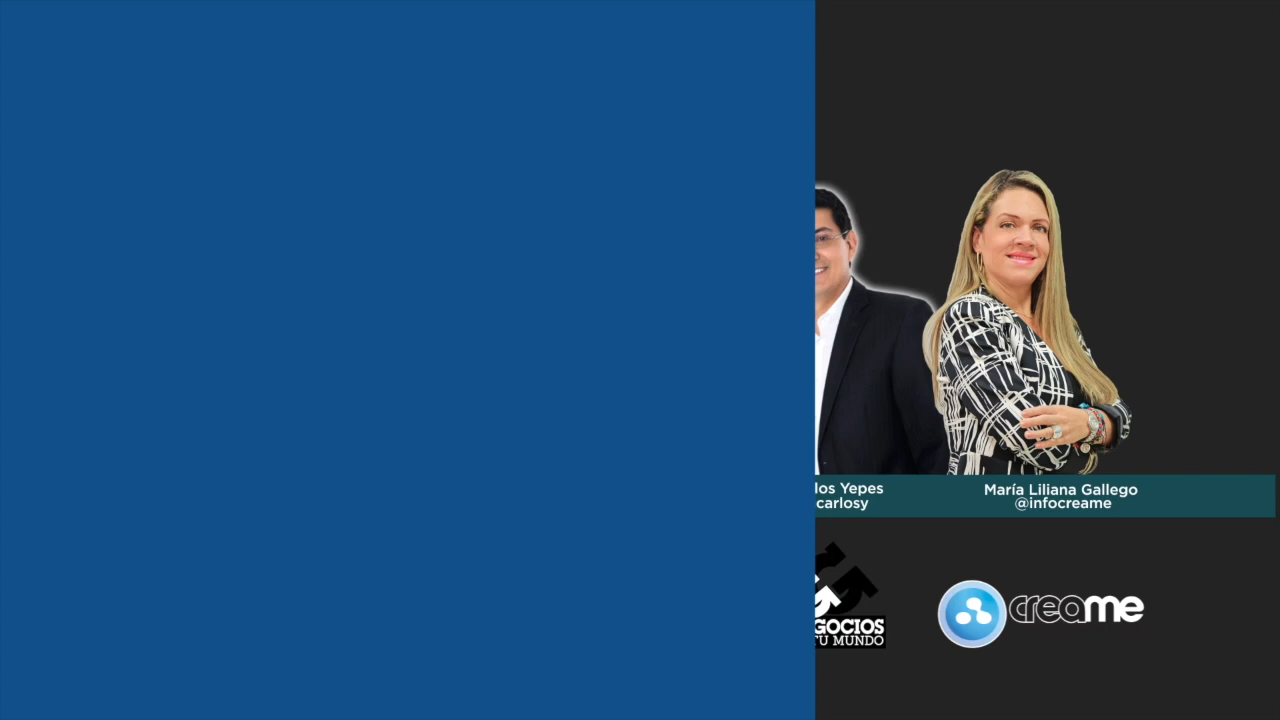 los Yepes
carlosy
María Liliana Gallego
@infocreame
GOCIOS
TU MUNDO
creame